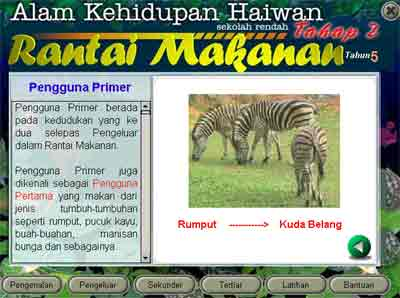 Alam Kehidupan Haiwan
sekolah rendah Tahap 2
Rantai Makanan Tahun 5
Pengguna Primer
Pengguna Primer berada
pada kedudukan yang ke
dua selepas Pengeluar
dalam Rantai Makanan.
Pengguna Primer juga
dikenali sebagai Pengguna
Pertama yang makan dari
jenis tumbuh-tumbuhan
seperti rumput, pucuk kayu,
buah-buahan, manisan
bunga dan sebagainya.
Rumput -----------> Kuda Belang
Pengenalan Pengeluar Sekunder Tertiar Latihan Bantuan